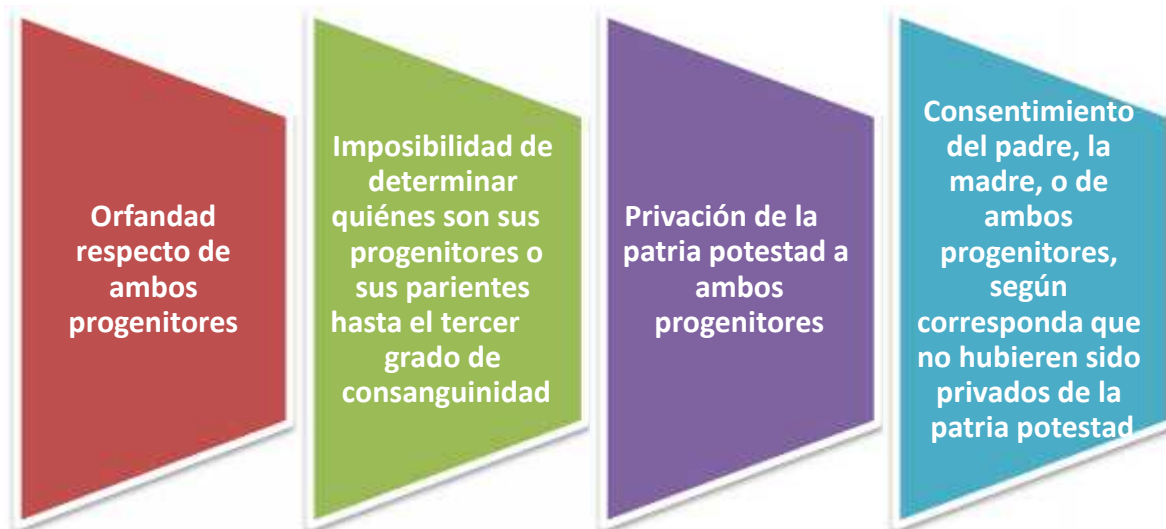 Orfandad
respecto de
ambos
progenitores
Imposibilidad de
determinar
quiénes son sus
progenitores o
sus parientes
hasta el tercer
grado de
consanguinidad
Privación de la
patria potestad a
ambos
progenitores
Consentimiento
del padre, la
madre, o de
ambos
progenitores,
según
corresponda que
no hubieren sido
privados de la
patria potestad